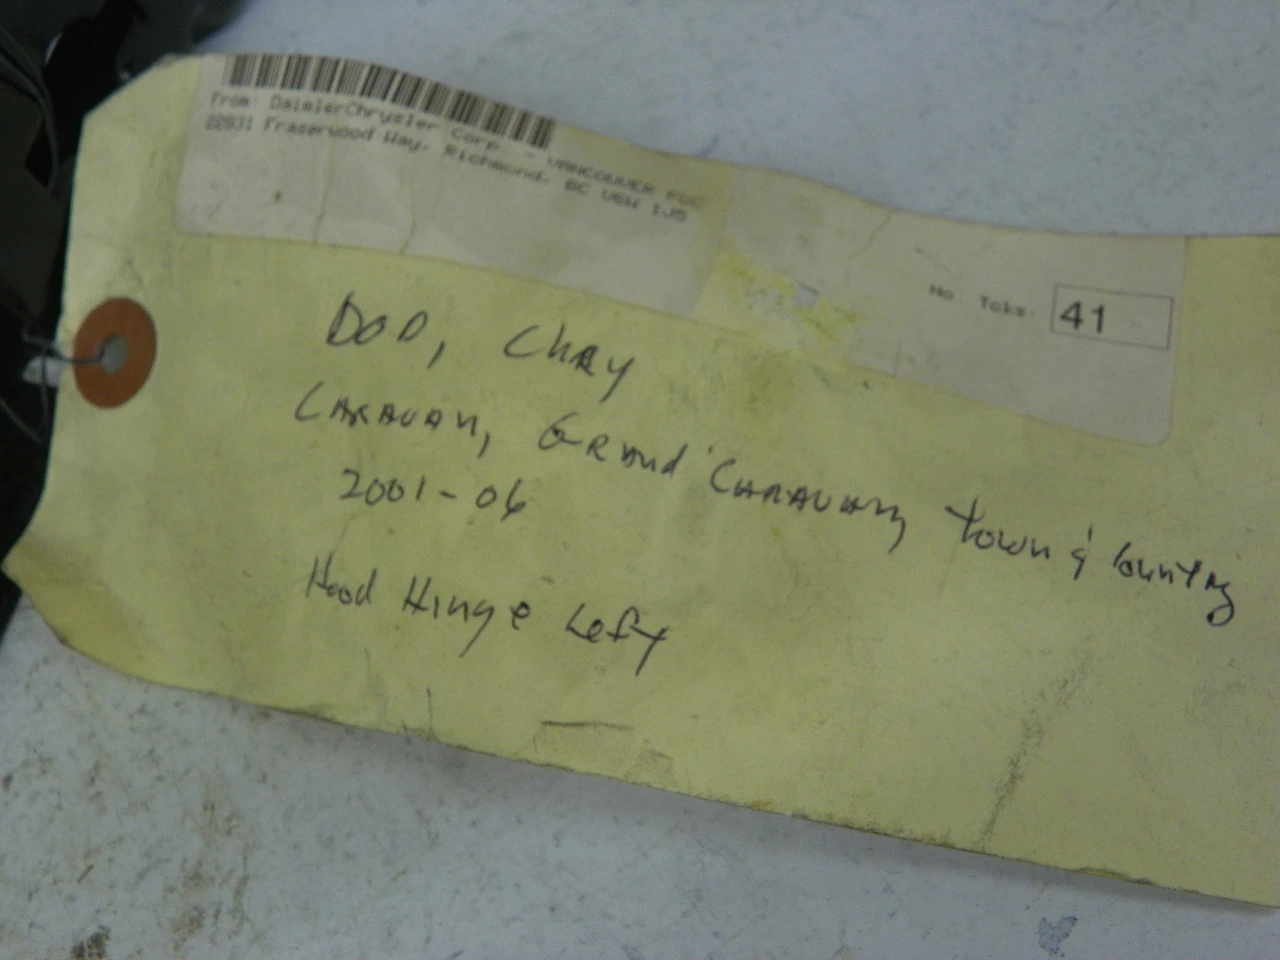 from: DaimlerChrysler Corp. - VANCOUVER PDC
22031 Fraserwood Way, Richmond, BC V6W 1J5
No Tcks: 41
DOD, CHRY
CARAVAN, GRAND CARAVAN, town & Country
2001-06
Hood Hinge Left